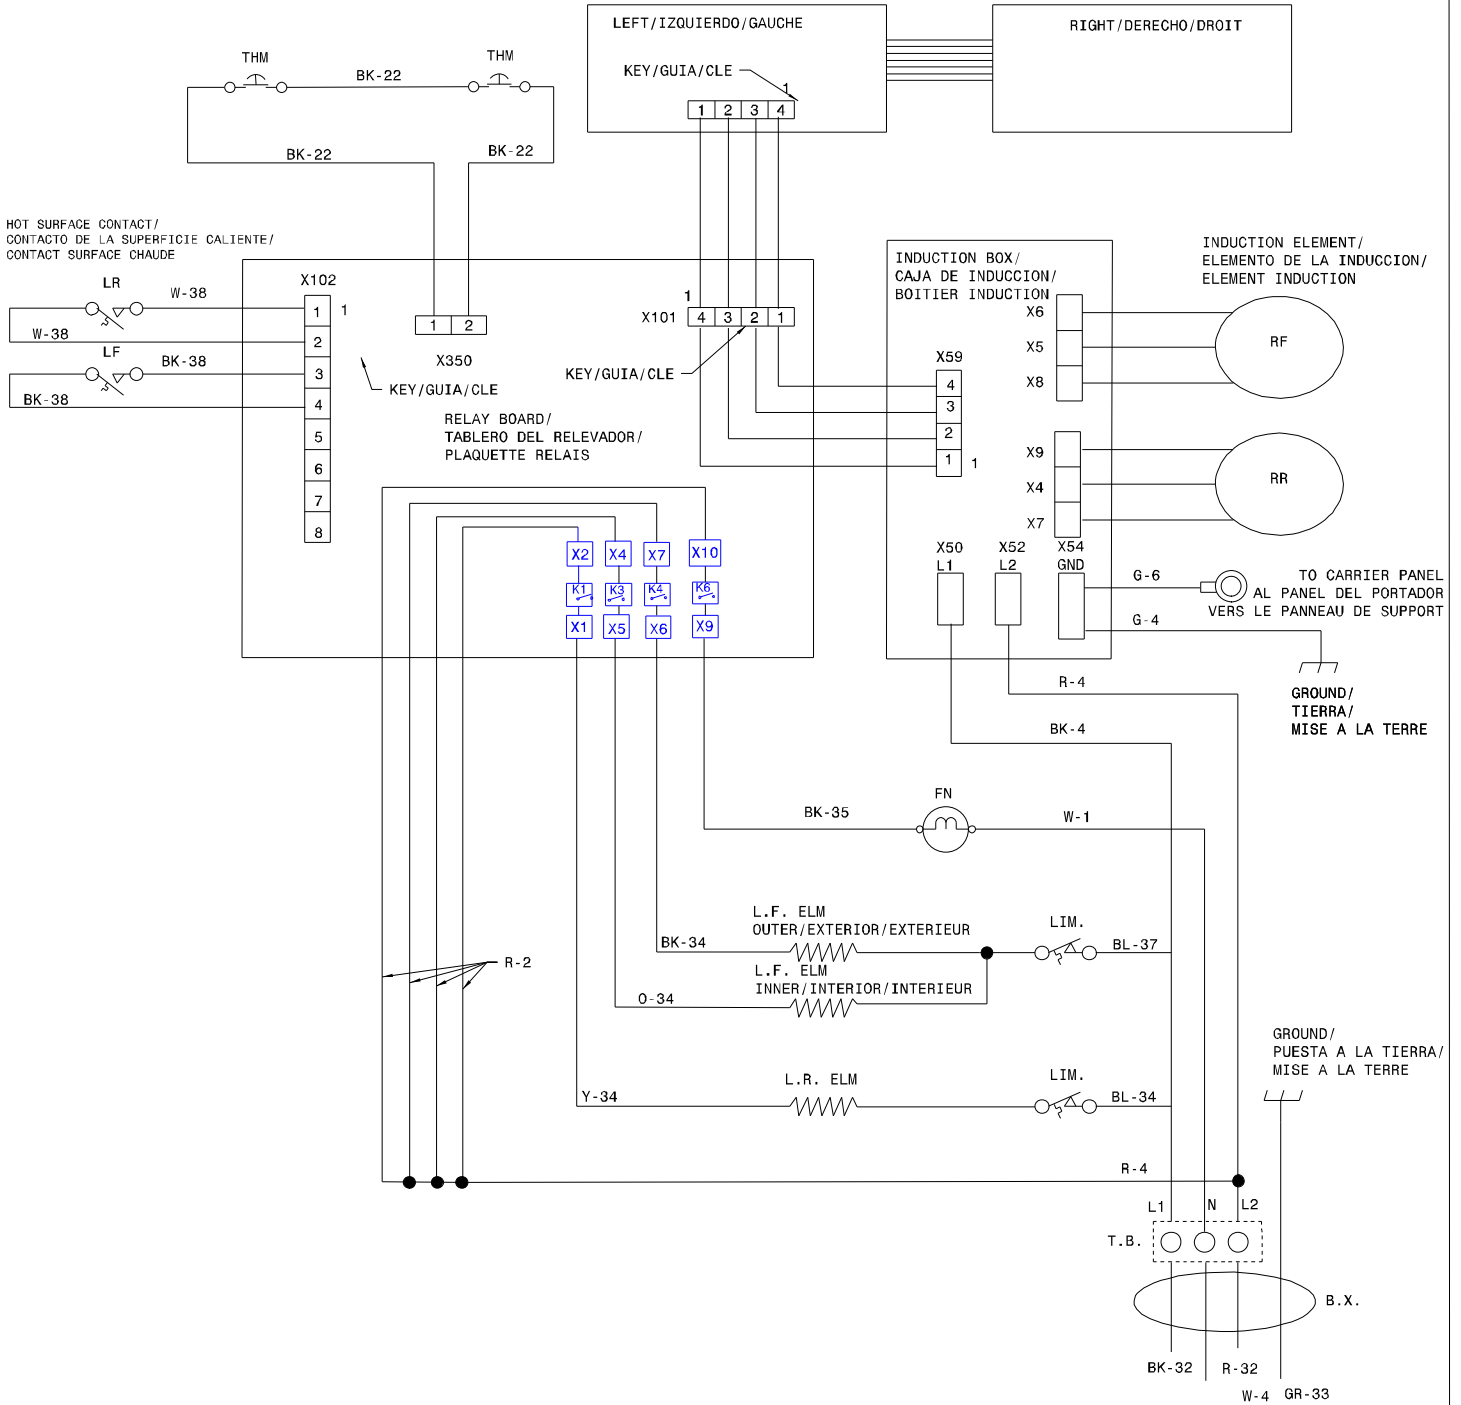 LEFT/IZQUIERDO/GAUCHE
RIGHT/DERECHO/DROIT
KEY/GUIA/CLE
1
1 2 3 4
THM
BK-22
THM
BK-22
BK-22
HOT SURFACE CONTACT/
CONTACTO DE LA SUPERFICIE CALIENTE/
CONTACT SURFACE CHAUDE
LR
W-38
W-38
LF
BK-38
BK-38
X102
1
1
2
3
4
5
6
7
8
1 2
X350
KEY/GUIA/CLE
RELAY BOARD/
TABLERO DEL RELEVADOR/
PLAQUETTE RELAIS
1
X101
4 3 2 1
KEY/GUIA/CLE
INDUCTION BOX/
CAJA DE INDUCCION/
BOITIER INDUCTION
X6
X5
X8
X59
4
3
2
1
1
X9
X4
X7
INDUCTION ELEMENT/
ELEMENTO DE LA INDUCCION/
ELEMENT INDUCTION
RF
RR
X50
L1
X52
L2
X54
GND
G-6
G-4
TO CARRIER PANEL
AL PANEL DEL PORTADOR
VERS LE PANNEAU DE SUPPORT
GROUND/
TIERRA/
MISE A LA TERRE
X2 X4 X7 X10
K1 K3 K4 K6
X1 X5 X6 X9
R-4
BK-4
FN
BK-35
W-1
L.F. ELM
OUTER/EXTERIOR/EXTERIEUR
BK-34
LIM.
BL-37
R-2
L.F. ELM
INNER/INTERIOR/INTERIEUR
O-34
GROUND/
PUESTA A LA TIERRA/
MISE A LA TERRE
L.R. ELM
Y-34
LIM.
BL-34
R-4
L1 N L2
T.B.
B.X.
BK-32
R-32
W-4
GR-33